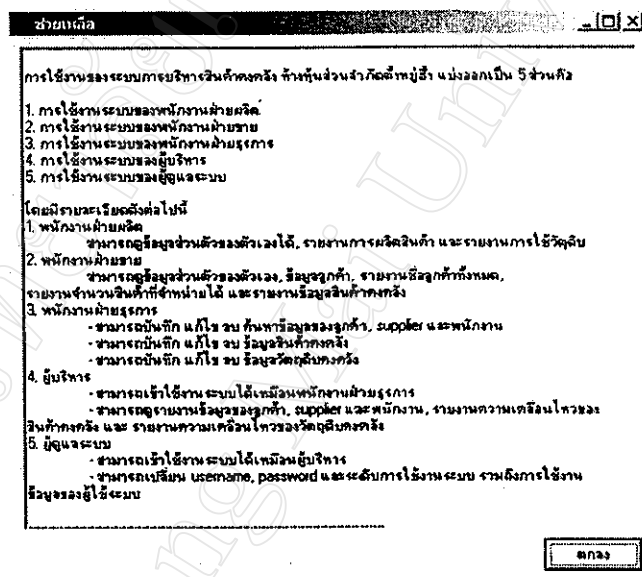 ช่วยเหลือ
การใช้งานของระบบการบริหารสินค้าคงคลัง ห้างหุ้นส่วนจำกัดตั้งหมู่ฮั้ว แบ่งออกเป็น 5 ส่วนคือ
1. การใช้งานระบบของพนักงานฝ่ายผลิต
2. การใช้งานระบบของพนักงานฝ่ายขาย
3. การใช้งานระบบของพนักงานฝ่ายธุรการ
4. การใช้งานระบบของผู้บริหาร
5. การใช้งานระบบของผู้ดูแลระบบ
โดยมีรายละเอียดดังต่อไปนี้
1. พนักงานฝ่ายผลิต
สามารถดูข้อมูลส่วนตัวของตัวเองได้, รายงานการผลิตสินค้า และรายงานการใช้วัตถุดิบ
2. พนักงานฝ่ายขาย
สามารถดูข้อมูลส่วนตัวของตัวเอง, ข้อมูลลูกค้า, รายงานชื่อลูกค้าทั้งหมด,
รายงานจำนวนสินค้าที่จำหน่ายได้ และรายงานข้อมูลสินค้าคงคลัง
3. พนักงานฝ่ายธุรการ
- สามารถบันทึก แก้ไข ลบ ค้นหาข้อมูลของลูกค้า, supplier และพนักงาน
- สามารถบันทึก แก้ไข ลบ ข้อมูลสินค้าคงคลัง
- สามารถบันทึก แก้ไข ลบ ข้อมูลวัตถุดิบคงคลัง
4. ผู้บริหาร
- สามารถเข้าใช้งานระบบได้เหมือนพนักงานฝ่ายธุรการ
- สามารถดูรายงานข้อมูลของลูกค้า, supplier และพนักงาน, รายงานความเคลื่อนไหวของ
สินค้าคงคลัง และ รายงานความเคลื่อนไหวของวัตถุดิบคงคลัง
5. ผู้ดูแลระบบ
- สามารถเข้าใช้งานระบบได้เหมือนผู้บริหาร
- สามารถเปลี่ยน username, password และระดับการใช้งานระบบ รวมถึงการใช้งาน
ข้อมูลของผู้ใช้ระบบ
ตกลง